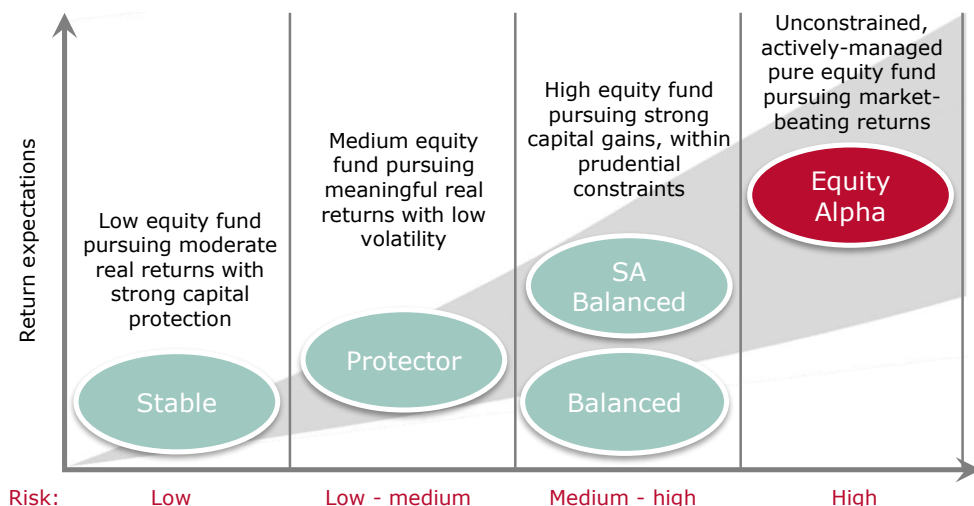 Return expectations
Low equity fund
pursuing moderate
real returns with
strong capital
protection
Stable
Medium equity
fund pursuing
meaningful real
returns with low
volatility
Protector
High equity fund
pursuing strong
capital gains, within
prudential
constraints
SA
Balanced
Balanced
Unconstrained,
actively-managed
pure equity fund
pursuing market-
beating returns
Equity
Alpha
Risk:
Low
Low - medium
Medium - high
High